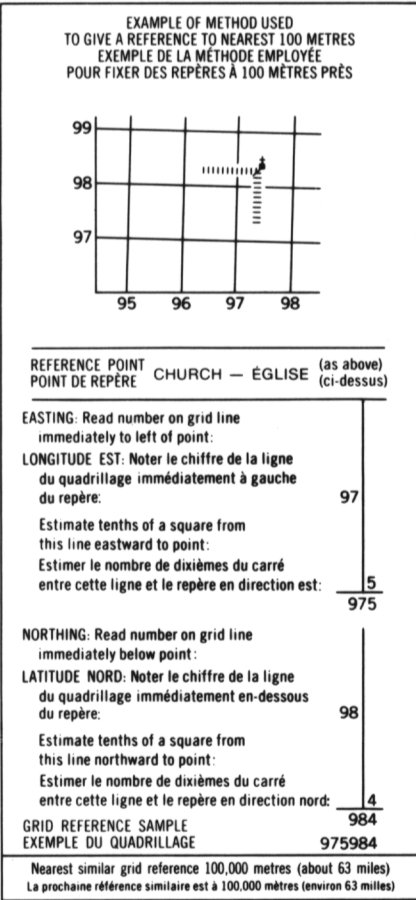 EXAMPLE OF METHOD USED
TO GIVE A REFERENCE TO NEAREST 100 METRES
EXEMPLE DE LA MÉTHODE EMPLOYÉE
POUR FIXER DES REPÈRES À 100 MÈTRES PRÈS
99
98
97
95 96 97 98
REFERENCE POINT
POINT DE REPÈRE
CHURCH — ÉGLISE
(as above)
(ci-dessus)
EASTING: Read number on grid line
immediately to left of point:
LONGITUDE EST: Noter le chiffre de la ligne
du quadrillage immédiatement à gauche
du repère: 97
Estimate tenths of a square from
this line eastward to point:
Estimer le nombre de dixièmes du carré
entre cette ligne et le repère en direction est: 5
975
NORTHING: Read number on grid line
immediately below point:
LATITUDE NORD: Noter le chiffre de la ligne
du quadrillage immédiatement en-dessous
du repère: 98
Estimate tenths of a square from
this line northward to point:
Estimer le nombre de dixièmes du carré
entre cette ligne et le repère en direction nord: 4
984
GRID REFERENCE SAMPLE
EXEMPLE DU QUADRILLAGE 975984
Nearest similar grid reference 100,000 metres (about 63 miles)
La prochaine référence similaire est à 100,000 mètres (environ 63 milles)